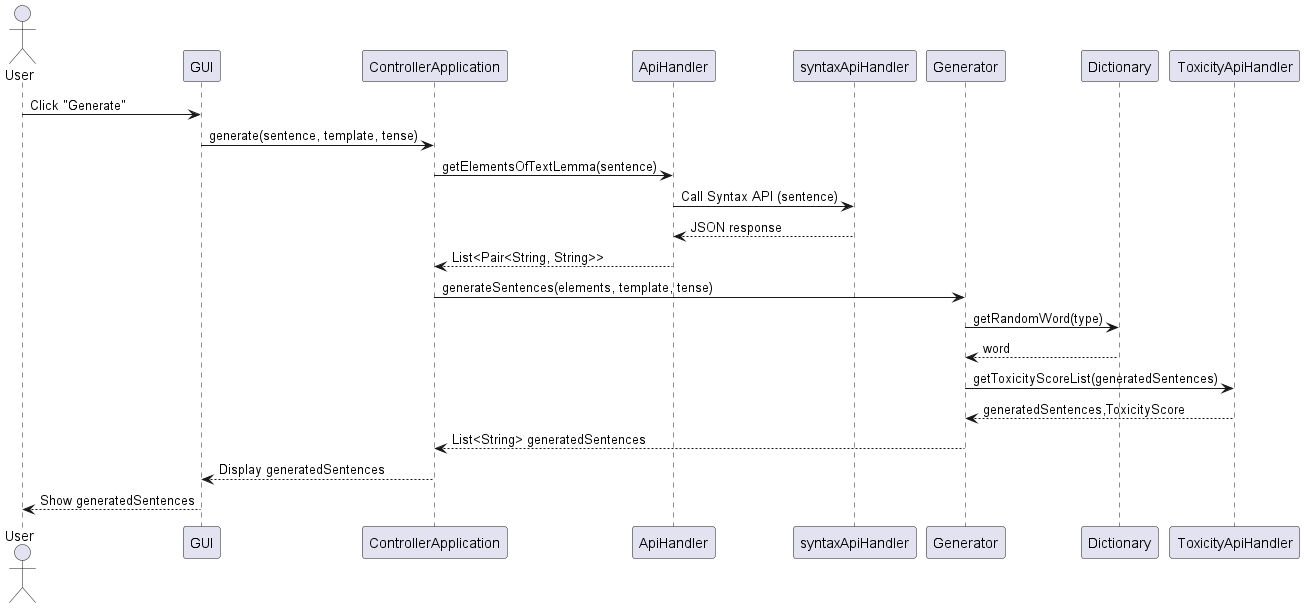 User
GUI
ControllerApplication
ApiHandler
syntaxApiHandler
Generator
Dictionary
ToxicityApiHandler
Click "Generate"
generate(sentence, template, tense)
getElementsOfTextLemma(sentence)
Call Syntax API (sentence)
JSON response
List<Pair<String, String>>
generateSentences(elements, template, tense)
getRandomWord(type)
word
getToxicityScoreList(generatedSentences)
generatedSentences,ToxicityScore
List<String> generatedSentences
Display generatedSentences
Show generatedSentences
User
GUI
ControllerApplication
ApiHandler
syntaxApiHandler
Generator
Dictionary
ToxicityApiHandler